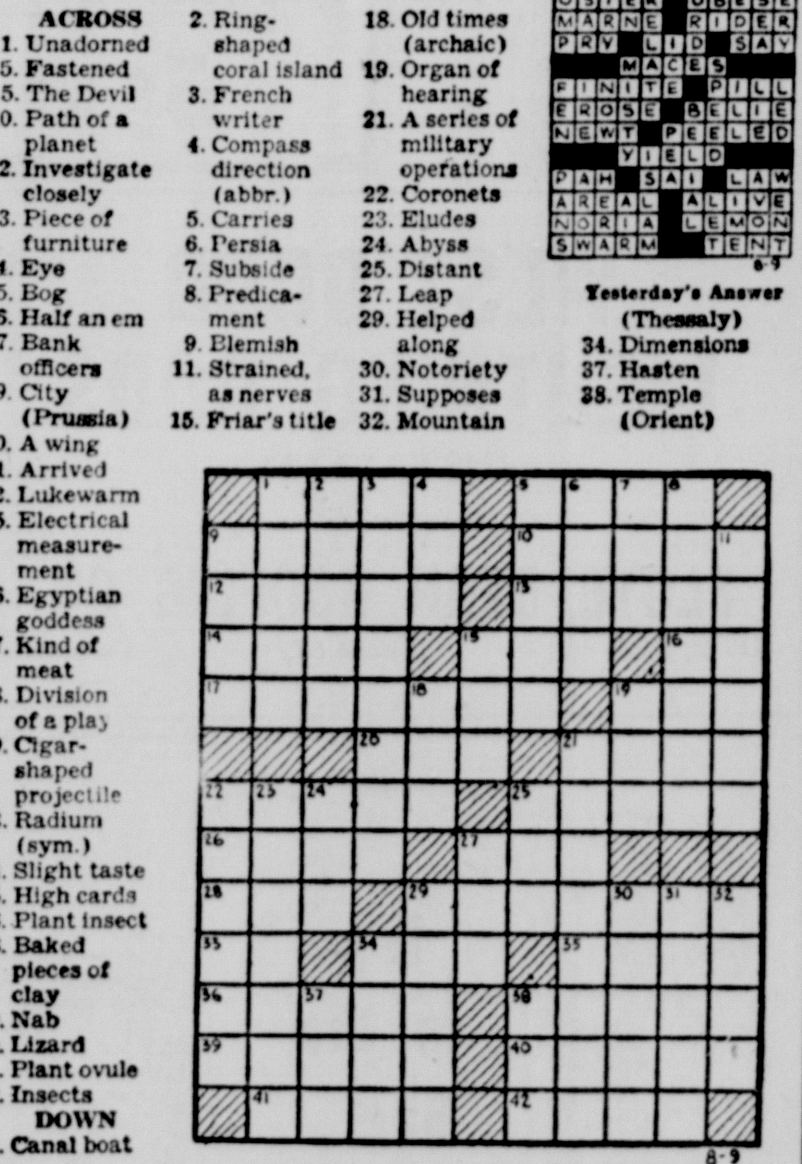 ACROSS
1. Unadorned
5. Fastened
5. The Devil
0. Path of a
planet
2. Investigate
closely
3. Piece of
furniture
4. Eye
5. Bog
6. Half an em
7. Bank
officers
9. City
(Prussia)
0. A wing
1. Arrived
2. Lukewarm
5. Electrical
measure-
ment
6. Egyptian
goddess
7. Kind of
meat
8. Division
of a play
9. Cigar-
shaped
projectile
. Radium
(sym.)
. Slight taste
. High cards
. Plant insect
. Baked
pieces of
clay
. Nab
. Lizard
. Plant ovule
. Insects
DOWN
. Canal boat
2. Ring-
shaped
coral island
3. French
writer
4. Compass
direction
(abbr.)
5. Carries
6. Persia
7. Subside
8. Predica-
ment
9. Blemish
11. Strained,
as nerves
15. Friar's title
18. Old times
(archaic)
19. Organ of
hearing
21. A series of
military
operations
22. Coronets
23. Eludes
24. Abyss
25. Distant
27. Leap
29. Helped
along
30. Notoriety
31. Supposes
32. Mountain
OSIER OBESE
MARNE RIDER
PRY LID SAY
MACES
FINITE PILL
EROSE BELIE
NEWT PEELED
YIELD
PAH SAI LAW
AREAL ALIVE
NORIA LEMON
SWARM TENT
8-9
Yesterday's Answer
(Thessaly)
34. Dimensions
37. Hasten
38. Temple
(Orient)
1 2 3 4 5 6 7 8
9 10 11
12 13
14 15 16
17 18 19
20 21
22 23 24 25
26 27
28 29 30 31 32
33 34 35
36 37 38
39 40
41 42
8-9